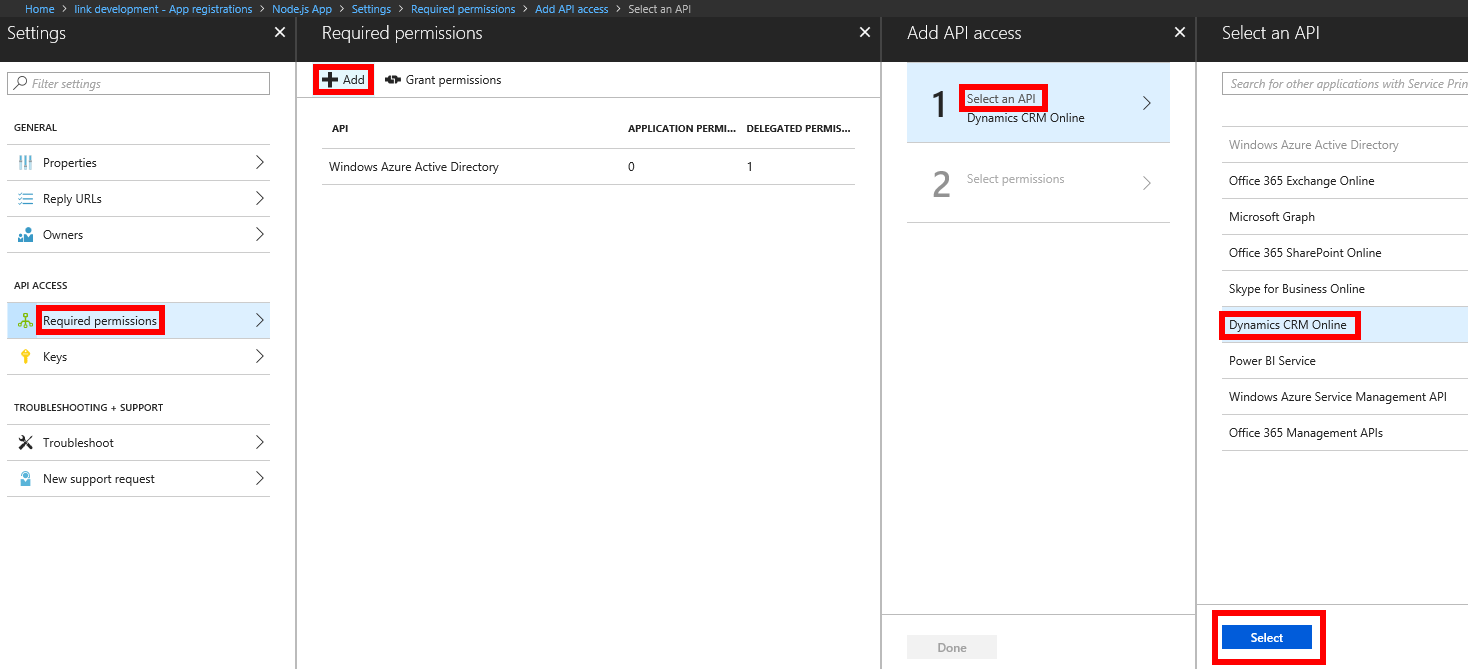 Home > link development - App registrations > Node.js App > Settings > Required permissions > Add API access > Select an API
Settings
Filter settings
GENERAL
Properties
Reply URLs
Owners
API ACCESS
Required permissions
Keys
TROUBLESHOOTING + SUPPORT
Troubleshoot
New support request
Required permissions
Add Grant permissions
API APPLICATION PERMI... DELEGATED PERMIS...
Windows Azure Active Directory 0 1
Add API access
1 Select an API
Dynamics CRM Online
2 Select permissions
Done
Select an API
Search for other applications with Service Prin
Windows Azure Active Directory
Office 365 Exchange Online
Microsoft Graph
Office 365 SharePoint Online
Skype for Business Online
Dynamics CRM Online
Power BI Service
Windows Azure Service Management API
Office 365 Management APIs
Select